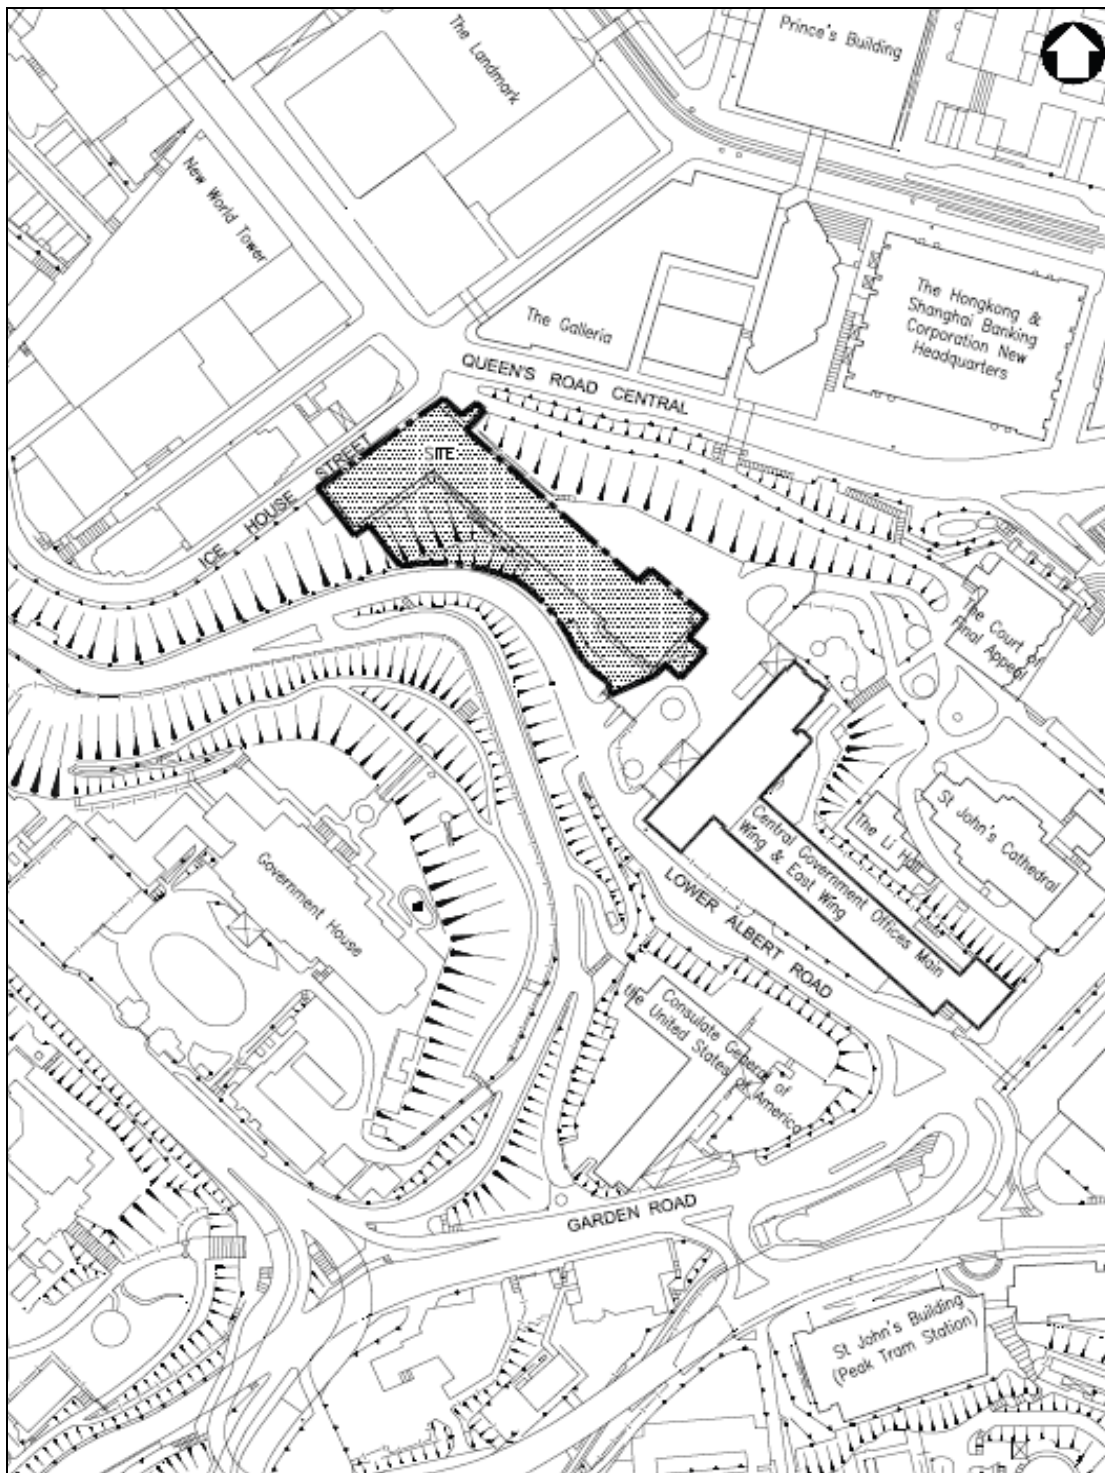 The Landmark
Prince's Building
New World Tower
The Hongkong &
Shanghai Banking
Corporation New
Headquarters
The Galleria
QUEEN'S ROAD CENTRAL
SITE
ICE HOUSE STREET
The Court of
Final Appeal
St John's Cathedral
The Li Hall
Central Government Offices Main
Wing & East Wing
Government House
LOWER ALBERT ROAD
Consulate General of
the United States of America
GARDEN ROAD
St John's Building
(Peak Tram Station)